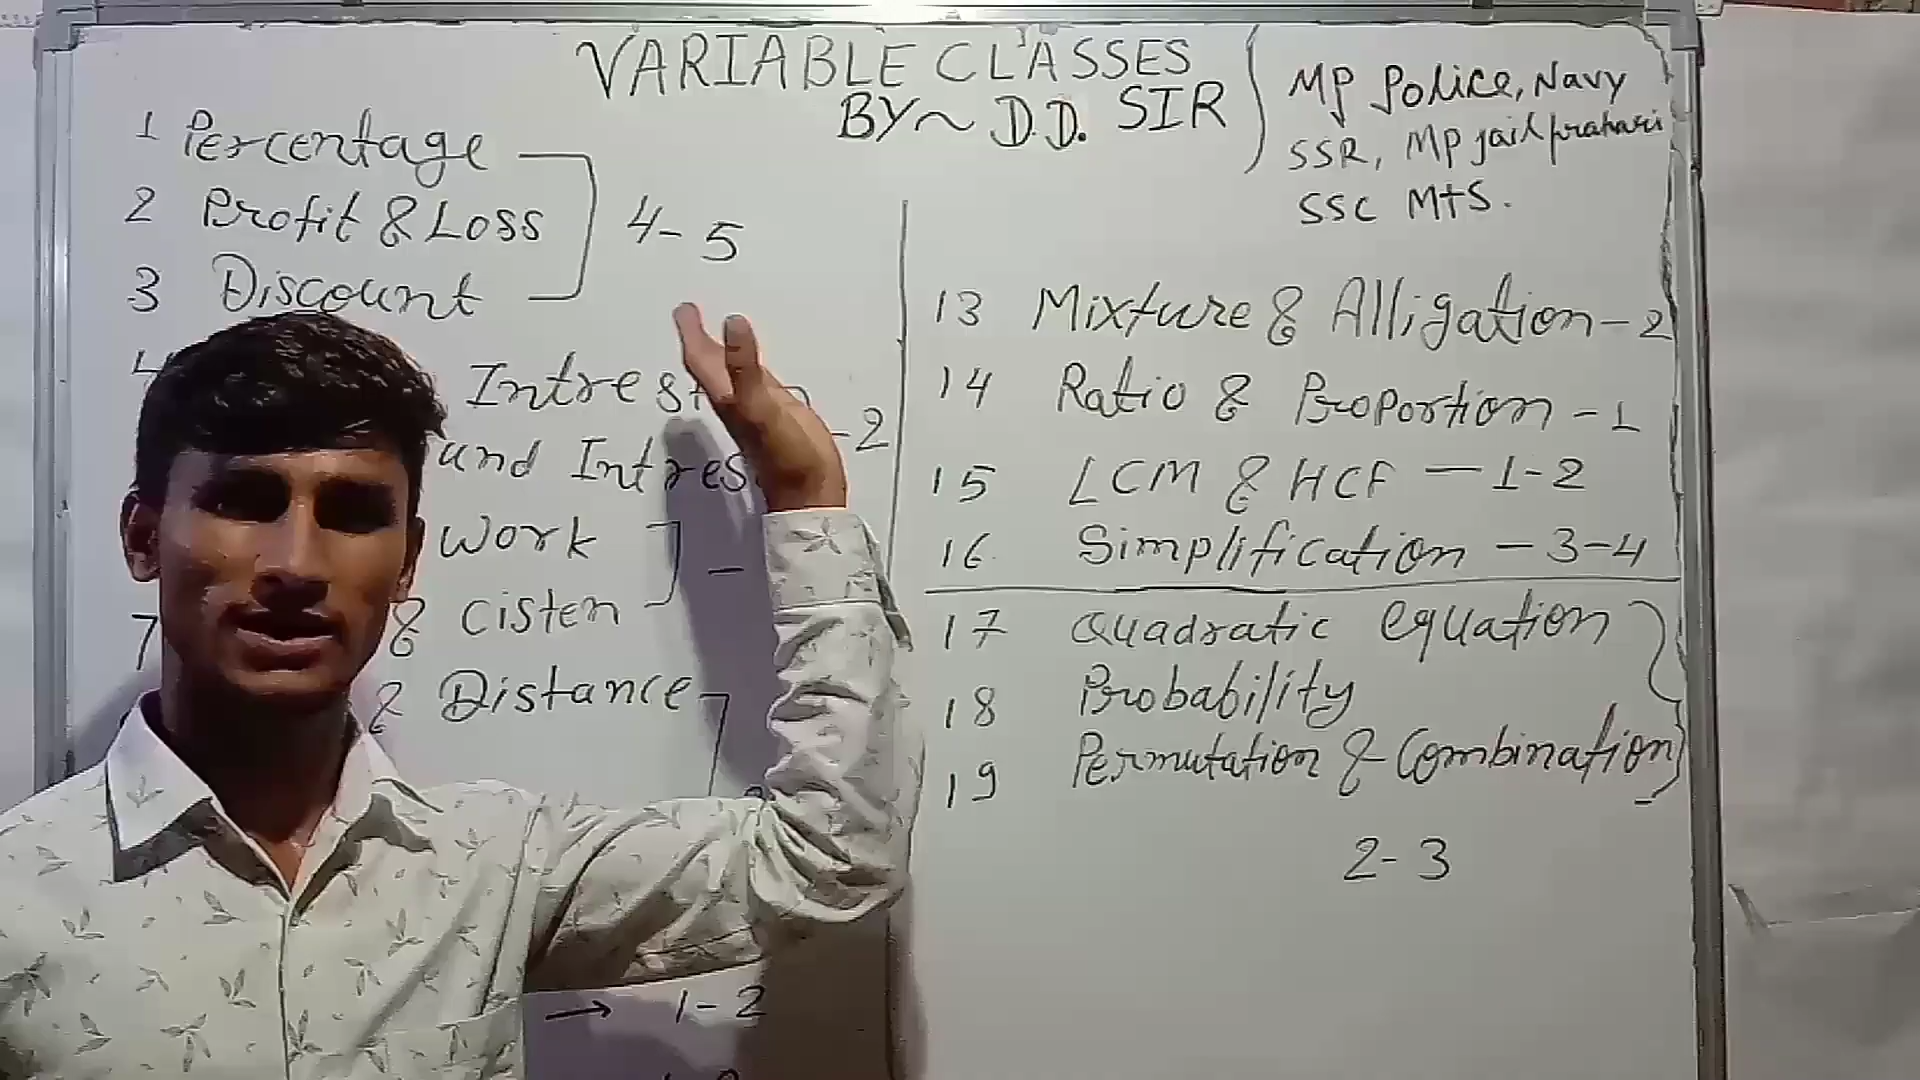 VARIABLE CLASSES
BY~ D.D. SIR
MP Police, Navy
SSR, MP jail prahari
SSC MTS.
1 Percentage
2 Profit & Loss
3 Discount
4-5
4
Intrest
und Intres
-2
Work
7 & Cisten
-
& Distance
→ 1-2
13 Mixture & Alligation-2
14 Ratio & Proportion-1
15 LCM & HCF — 1-2
16. Simplification - 3-4
17 Quadratic equation
18 Probability
19 Permutation & Combination
2-3